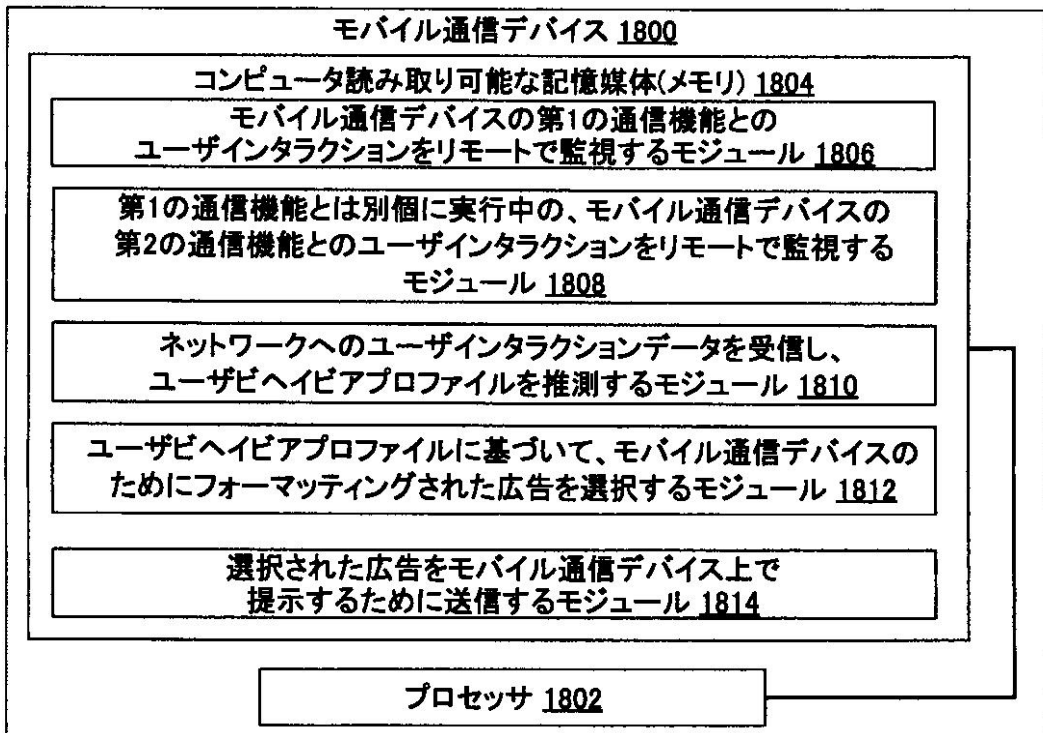 モバイル通信デバイス 1800
コンピュータ読み取り可能な記憶媒体(メモリ) 1804
モバイル通信デバイスの第1の通信機能との
ユーザインタラクションをリモートで監視するモジュール 1806
第1の通信機能とは別個に実行中の、モバイル通信デバイスの
第2の通信機能とのユーザインタラクションをリモートで監視する
モジュール 1808
ネットワークへのユーザインタラクションデータを受信し、
ユーザビヘイビアプロファイルを推測するモジュール 1810
ユーザビヘイビアプロファイルに基づいて、モバイル通信デバイスの
ためにフォーマッティングされた広告を選択するモジュール 1812
選択された広告をモバイル通信デバイス上で
提示するために送信するモジュール 1814
プロセッサ 1802